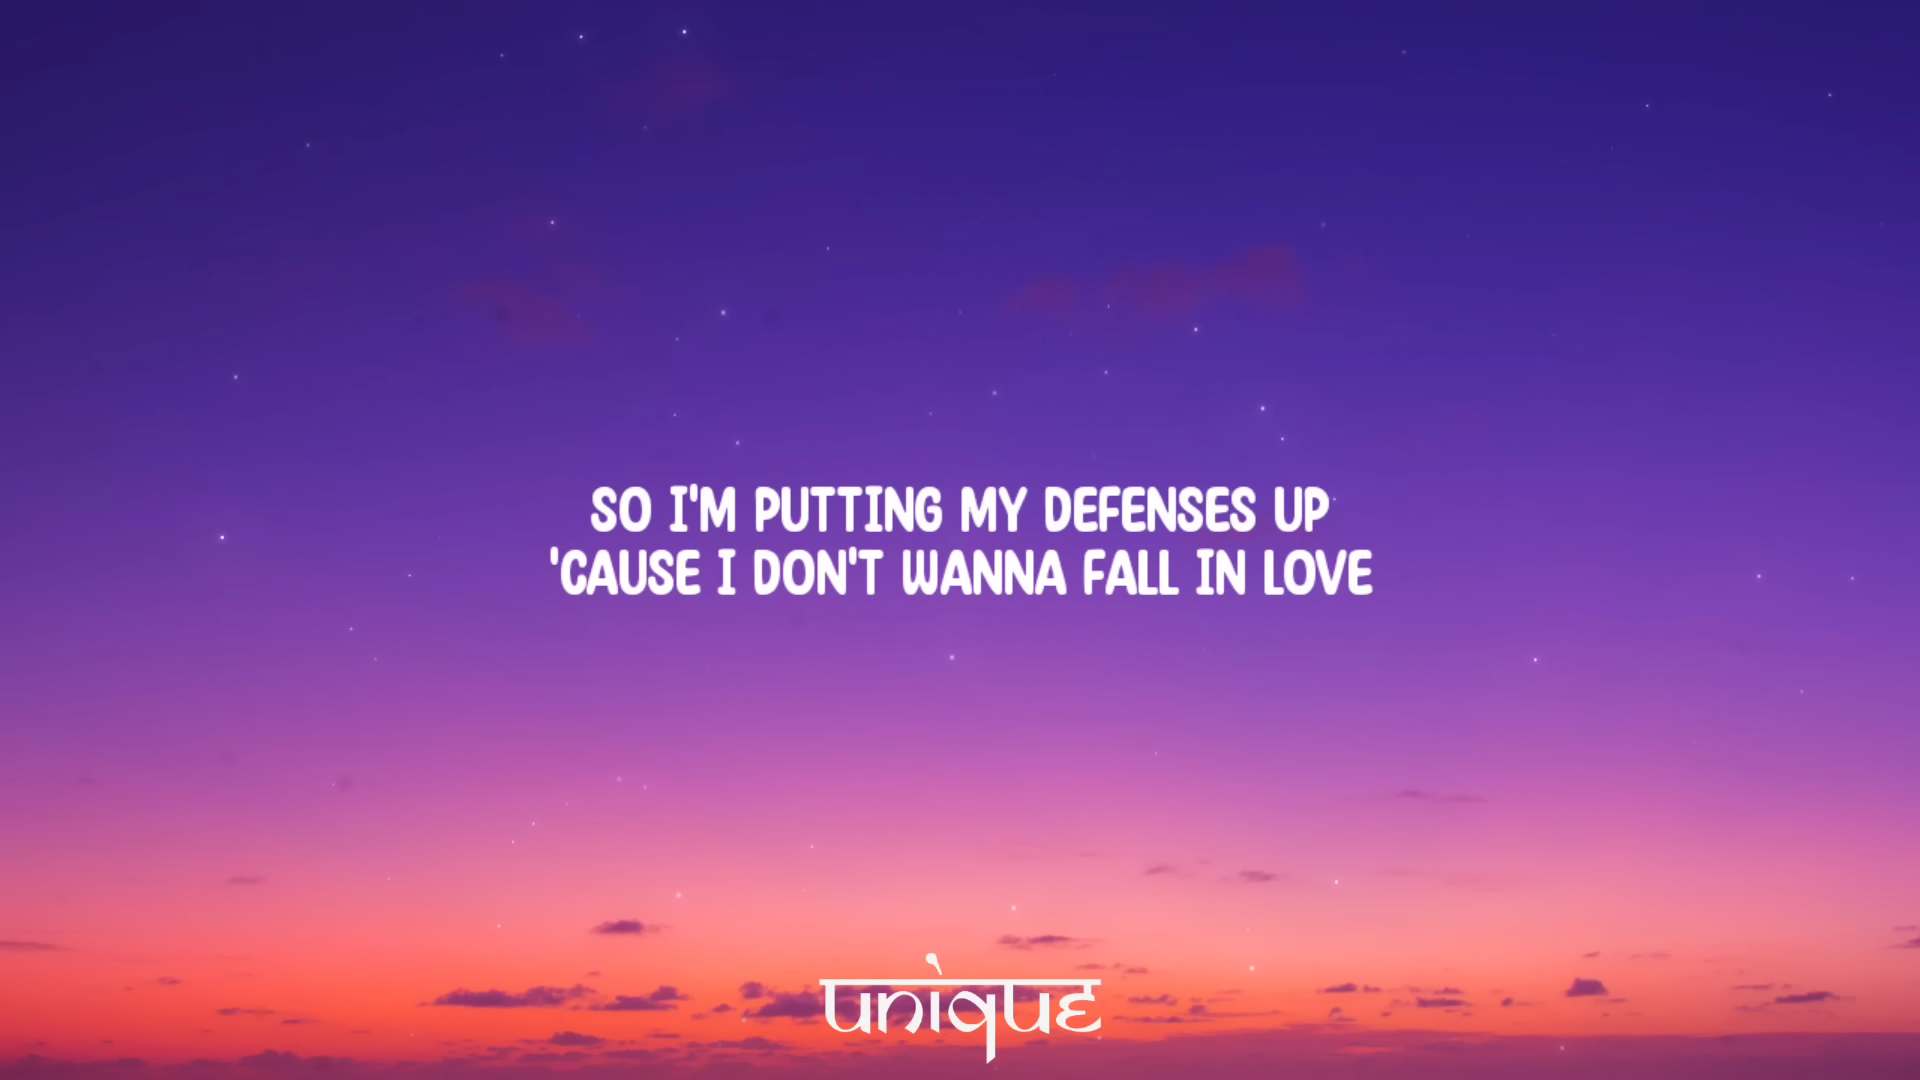 SO I'M PUTTING MY DEFENSES UP
'CAUSE I DON'T WANNA FALL IN LOVE
UNIQUE